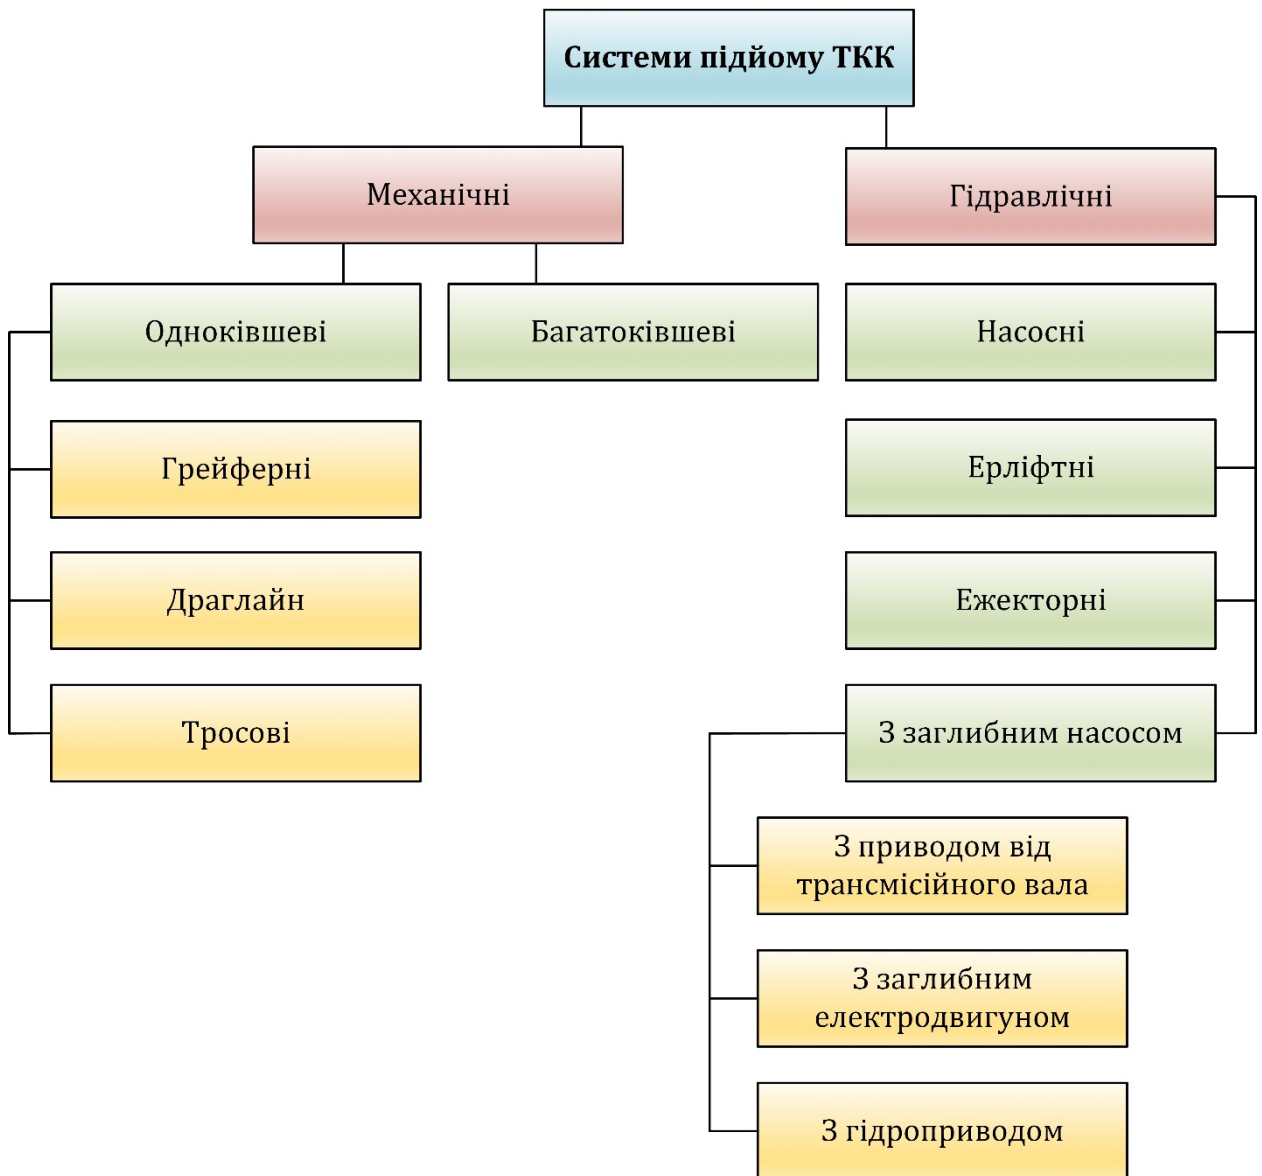 Системи підйому ТКК
Механічні
Гідравлічні
Одноківшеві
Багатоківшеві
Насосні
Грейферні
Ерліфтні
Драглайн
Ежекторні
Тросові
З заглибним насосом
З приводом від
трансмісійного вала
З заглибним
електродвигуном
З гідроприводом